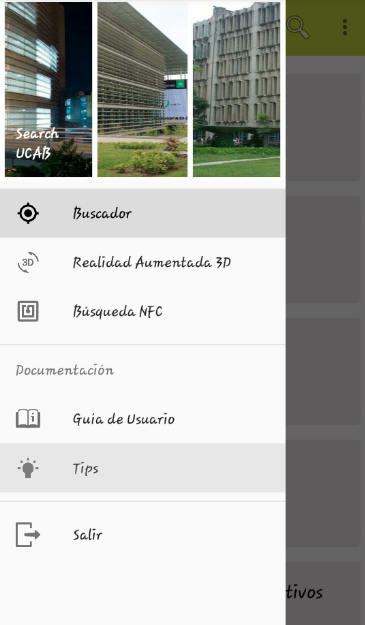 Search
UCAB
Buscador
3D
Realidad Aumentada 3D
Búsqueda NFC
Documentación
Guia de Usuario
Tips
Salir
tivos